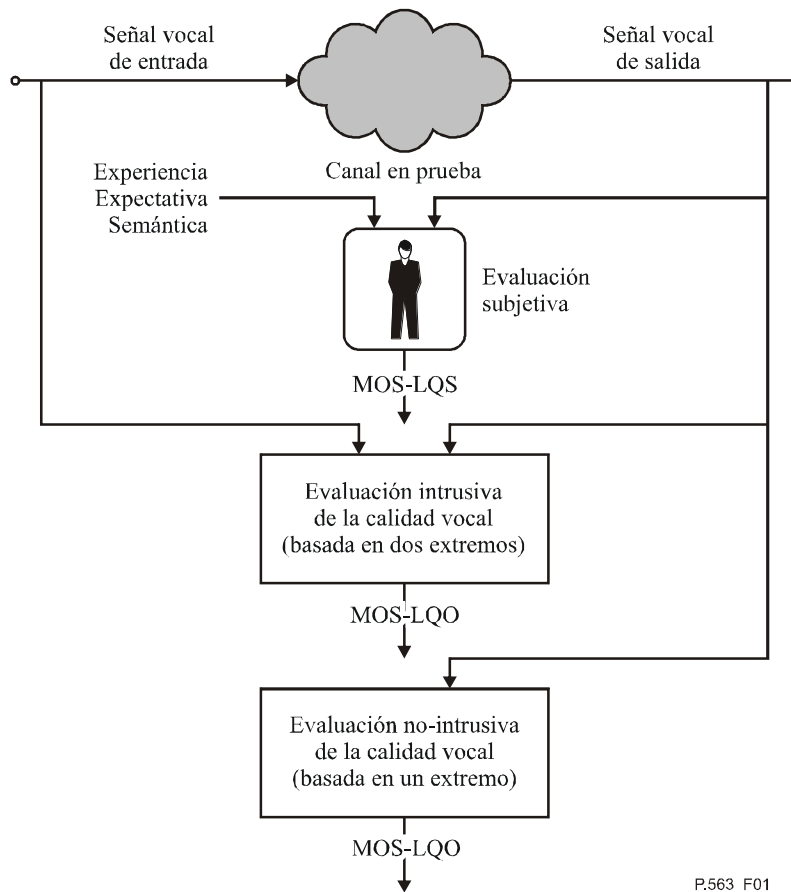 Señal vocal
de entrada
Señal vocal
de salida
Canal en prueba
Experiencia
Expectativa
Semántica
Evaluación
subjetiva
MOS-LQS
Evaluación intrusiva
de la calidad vocal
(basada en dos extremos)
MOS-LQO
Evaluación no-intrusiva
de la calidad vocal
(basada en un extremo)
MOS-LQO
P.563_F01